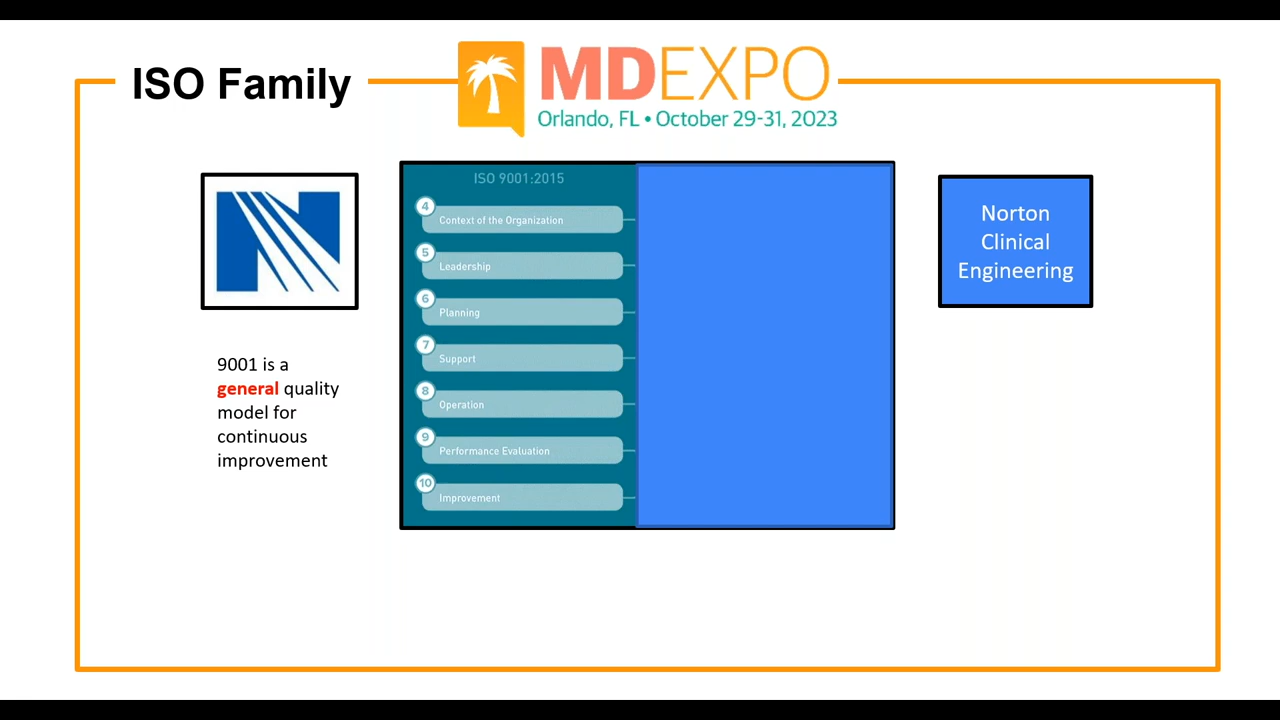 ISO Family
MDEXPO
Orlando, FL • October 29-31, 2023
9001 is a
general quality
model for
continuous
improvement
ISO 9001:2015
4
Context of the Organization
5
Leadership
6
Planning
7
Support
8
Operation
9
Performance Evaluation
10
Improvement
Norton
Clinical
Engineering